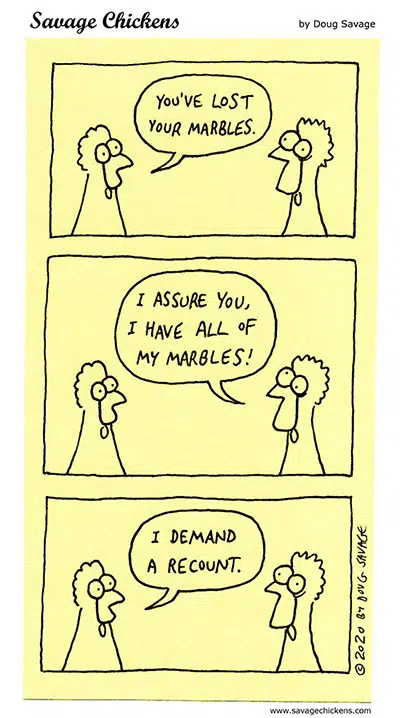 Savage Chickens
by Doug Savage
YOU'VE LOST
YOUR MARBLES.
I ASSURE YOU,
I HAVE ALL OF
MY MARBLES!
I DEMAND
A RECOUNT.
© 2020 BY DOUG SAVAGE
www.savagechickens.com